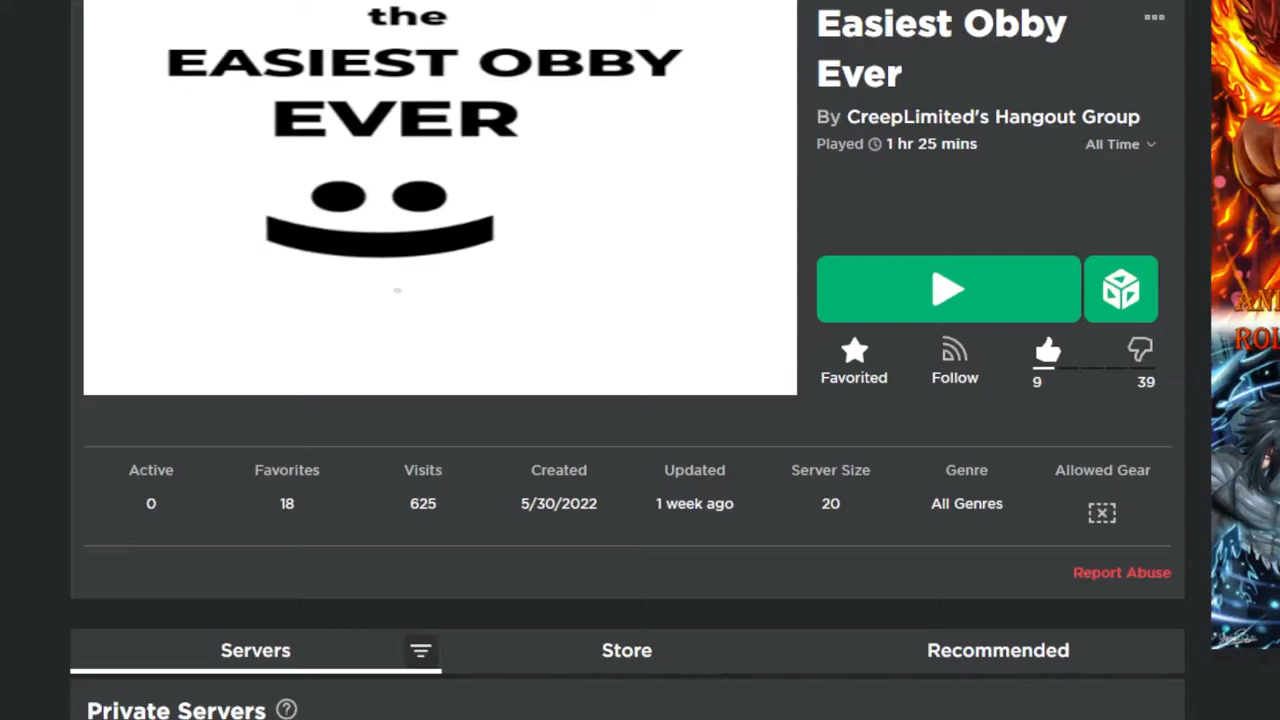 the
EASIEST OBBY
EVER
Easiest Obby
Ever
By CreepLimited's Hangout Group
Played 1 hr 25 mins
All Time
Favorited
Follow
9
39
Active
Favorites
Visits
Created
Updated
Server Size
Genre
Allowed Gear
0
18
625
5/30/2022
1 week ago
20
All Genres
Report Abuse
Servers
Store
Recommended
Private Servers
ANI
ROL